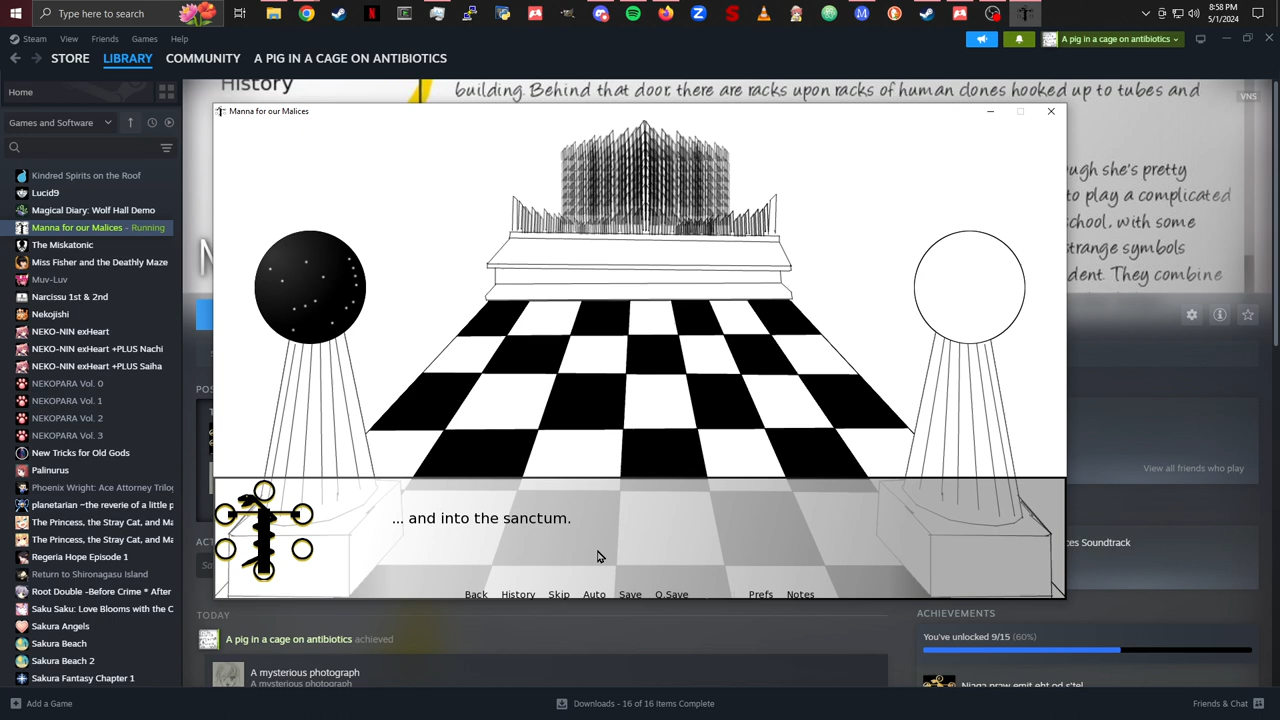 8:58 PM
5/1/2024
Steam View Friends Games Help
A pig in a cage on antibiotics
STORE LIBRARY COMMUNITY A PIG IN A CAGE ON ANTIBIOTICS
Home
History
building. Behind that door, there are racks upon racks of human clones hooked up to tubes and
VNS
Manna for our Malices
Games and Software
Kindred Spirits on the Roof
Lucid9
Magical Diary: Wolf Hall Demo
Manna for our Malices - Running
The Miskatonic
Miss Fisher and the Deathly Maze
Muv-Luv
Narcissu 1st & 2nd
Nekojishi
NEKO-NIN exHeart
NEKO-NIN exHeart +PLUS Nachi
NEKO-NIN exHeart +PLUS Saiha
NEKOPARA Vol. 0
NEKOPARA Vol. 1
NEKOPARA Vol. 2
NEKOPARA Vol. 3
New Tricks for Old Gods
Palinurus
Phoenix Wright: Ace Attorney Trilog
planetarian ~the reverie of a little p
The Princess, the Stray Cat, and Ma
The Princess, the Stray Cat, and Ma
Regeria Hope Episode 1
Return to Shironagasu Island
Root Double -Before Crime * After
Saku Saku: Love Blooms with the C
Sakura Angels
Sakura Beach
Sakura Beach 2
Sakura Fantasy Chapter 1
ough she's pretty
to play a complicated
school, with some
strange symbols
dent. They combine
View all friends who play
... and into the sanctum.
ces Soundtrack
Back History Skip Auto Save Q.Save Prefs Notes
TODAY
A pig in a cage on antibiotics achieved
A mysterious photograph
A mysterious photograph
ACHIEVEMENTS
You've unlocked 9/15 (60%)
Niaga praw emit eht od s'tel
Add a Game
Downloads - 16 of 16 Items Complete
Friends & Chat